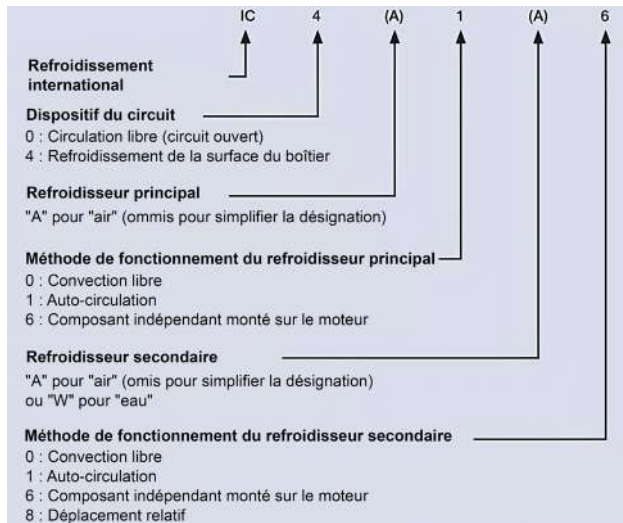 IC 4 (A) 1 (A) 6
Refroidissement
international
Dispositif du circuit
0 : Circulation libre (circuit ouvert)
4 : Refroidissement de la surface du boîtier
Refroidisseur principal
"A" pour "air" (ommis pour simplifier la désignation)
Méthode de fonctionnement du refroidisseur principal
0 : Convection libre
1 : Auto-circulation
6 : Composant indépendant monté sur le moteur
Refroidisseur secondaire
"A" pour "air" (omis pour simplifier la désignation)
ou "W" pour "eau"
Méthode de fonctionnement du refroidisseur secondaire
0 : Convection libre
1 : Auto-circulation
6 : Composant indépendant monté sur le moteur
8 : Déplacement relatif